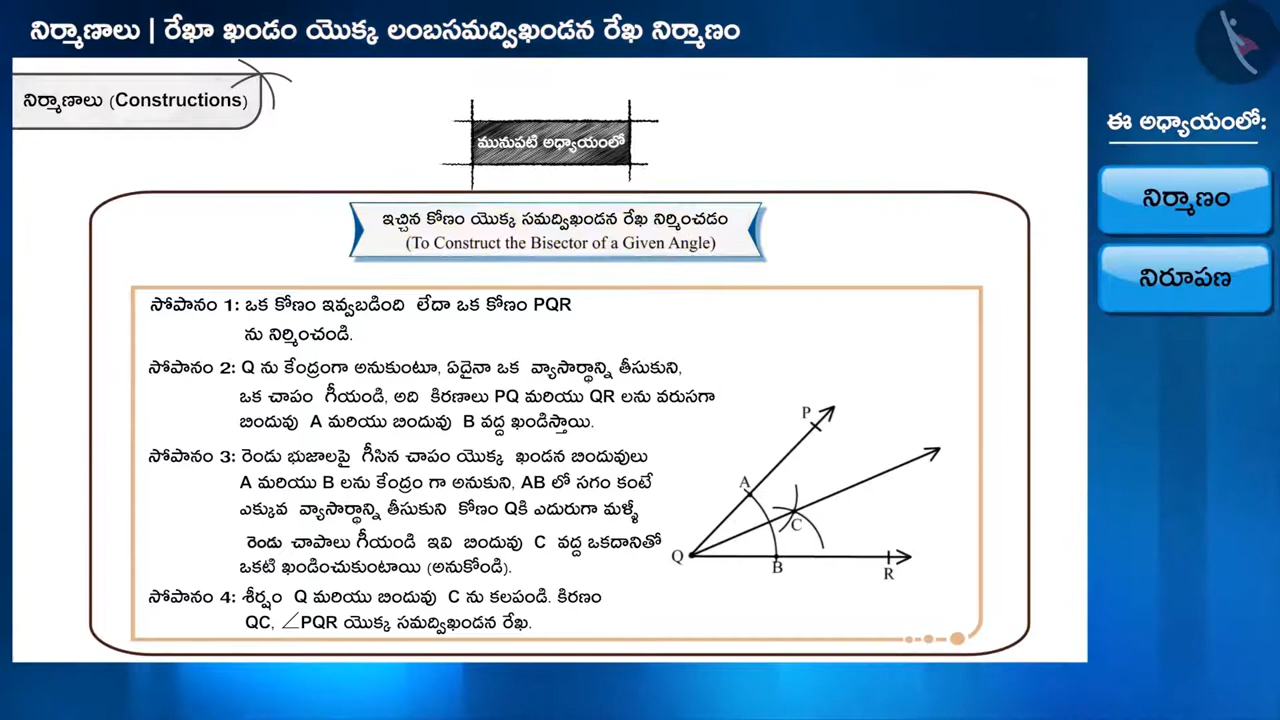 నిర్మాణాలు | రేఖా ఖండం యొక్క లంబసమద్విఖండన రేఖ నిర్మాణం
నిర్మాణాలు (Constructions)
ఈ అధ్యాయంలో:
నిర్మాణం
నిరూపణ
మునుపటి అధ్యాయంలో
ఇచ్చిన కోణం యొక్క సమద్విఖండన రేఖ నిర్మించడం
(To Construct the Bisector of a Given Angle)
సోపానం 1: ఒక కోణం ఇవ్వబడింది లేదా ఒక కోణం PQR
ను నిర్మించండి.
సోపానం 2: Q ను కేంద్రంగా అనుకుంటూ, ఏదైనా ఒక వ్యాసార్థాన్ని తీసుకుని,
ఒక చాపం గీయండి, అది కిరణాలు PQ మరియు QR లను వరుసగా
బిందువు A మరియు బిందువు B వద్ద ఖండిస్తాయి.
సోపానం 3: రెండు భుజాలపై గీసిన చాపం యొక్క ఖండన బిందువులు
A మరియు B లను కేంద్రం గా అనుకుని, AB లో సగం కంటే
ఎక్కువ వ్యాసార్థాన్ని తీసుకుని కోణం Qకి ఎదురుగా మళ్ళీ
రెండు చాపాలు గీయండి ఇవి బిందువు C వద్ద ఒకదానితో
ఒకటి ఖండించుకుంటాయి (అనుకోండి).
సోపానం 4: శీర్షం Q మరియు బిందువు C ను కలపండి. కిరణం
QC, ∠PQR యొక్క సమద్విఖండన రేఖ.
P
A
C
Q
B
R